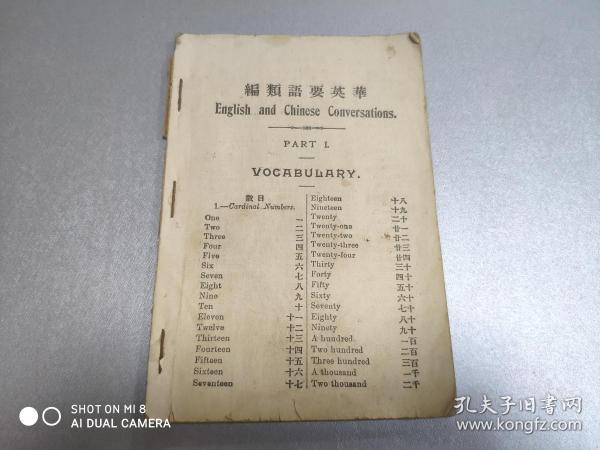 編類語要英華
English and Chinese Conversations.
PART I.
VOCABULARY.
數目
1.—Cardinal Numbers.
One 一
Two 二
Three 三
Four 四
Five 五
Six 六
Seven 七
Eight 八
Nine 九
Ten 十
Eleven 十一
Twelve 十二
Thirteen 十三
Fourteen 十四
Fifteen 十五
Sixteen 十六
Seventeen 十七
Eighteen 十八
Nineteen 十九
Twenty 二十
Twenty-one 廿一
Twenty-two 廿二
Twenty-three 廿三
Twenty-four 廿四
Thirty 三十
Forty 四十
Fifty 五十
Sixty 六十
Seventy 七十
Eighty 八十
Ninety 九十
A hundred 一百
Two hundred 二百
Three hundred 三百
A thousand 一千
Two thousand 二千
SHOT ON MI 8
AI DUAL CAMERA
孔夫子旧书网
www.kongfz.com